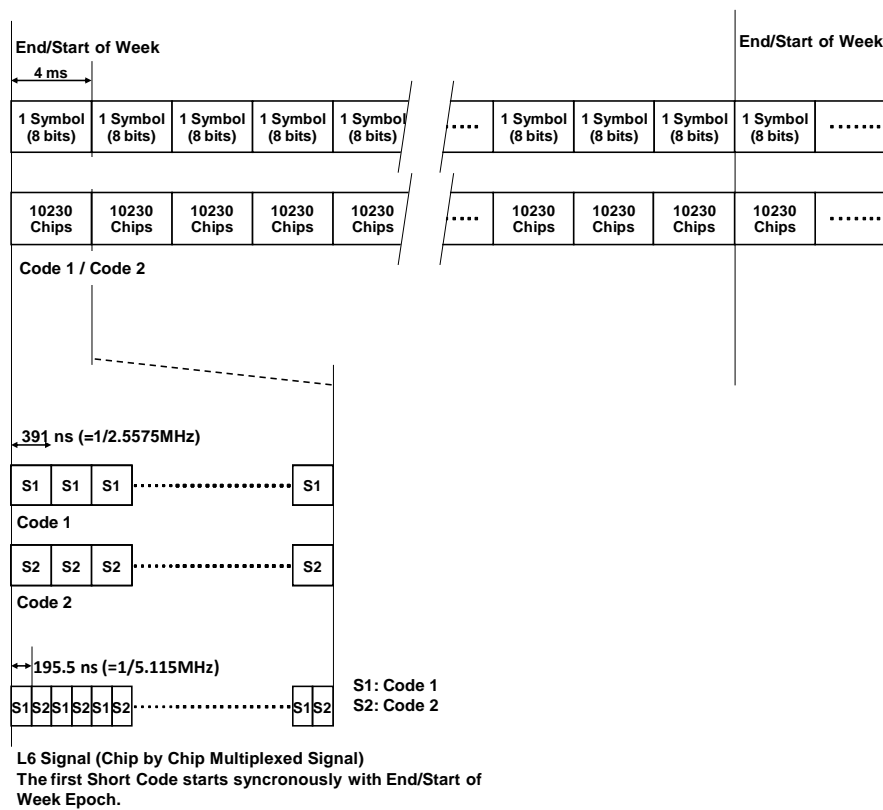 End/Start of Week
End/Start of Week
4 ms
1 Symbol (8 bits) 1 Symbol (8 bits) 1 Symbol (8 bits) 1 Symbol (8 bits) 1 Symbol (8 bits) 1 Symbol (8 bits) 1 Symbol (8 bits) 1 Symbol (8 bits) 1 Symbol (8 bits)
10230 Chips 10230 Chips 10230 Chips 10230 Chips 10230 Chips 10230 Chips 10230 Chips 10230 Chips 10230 Chips
Code 1 / Code 2
391 ns (=1/2.5575MHz)
S1 S1 S1 S1
Code 1
S2 S2 S2 S2
Code 2
195.5 ns (=1/5.115MHz)
S1 S2 S1 S2 S1 S2 S1 S2
S1: Code 1
S2: Code 2
L6 Signal (Chip by Chip Multiplexed Signal)
The first Short Code starts syncronously with End/Start of
Week Epoch.